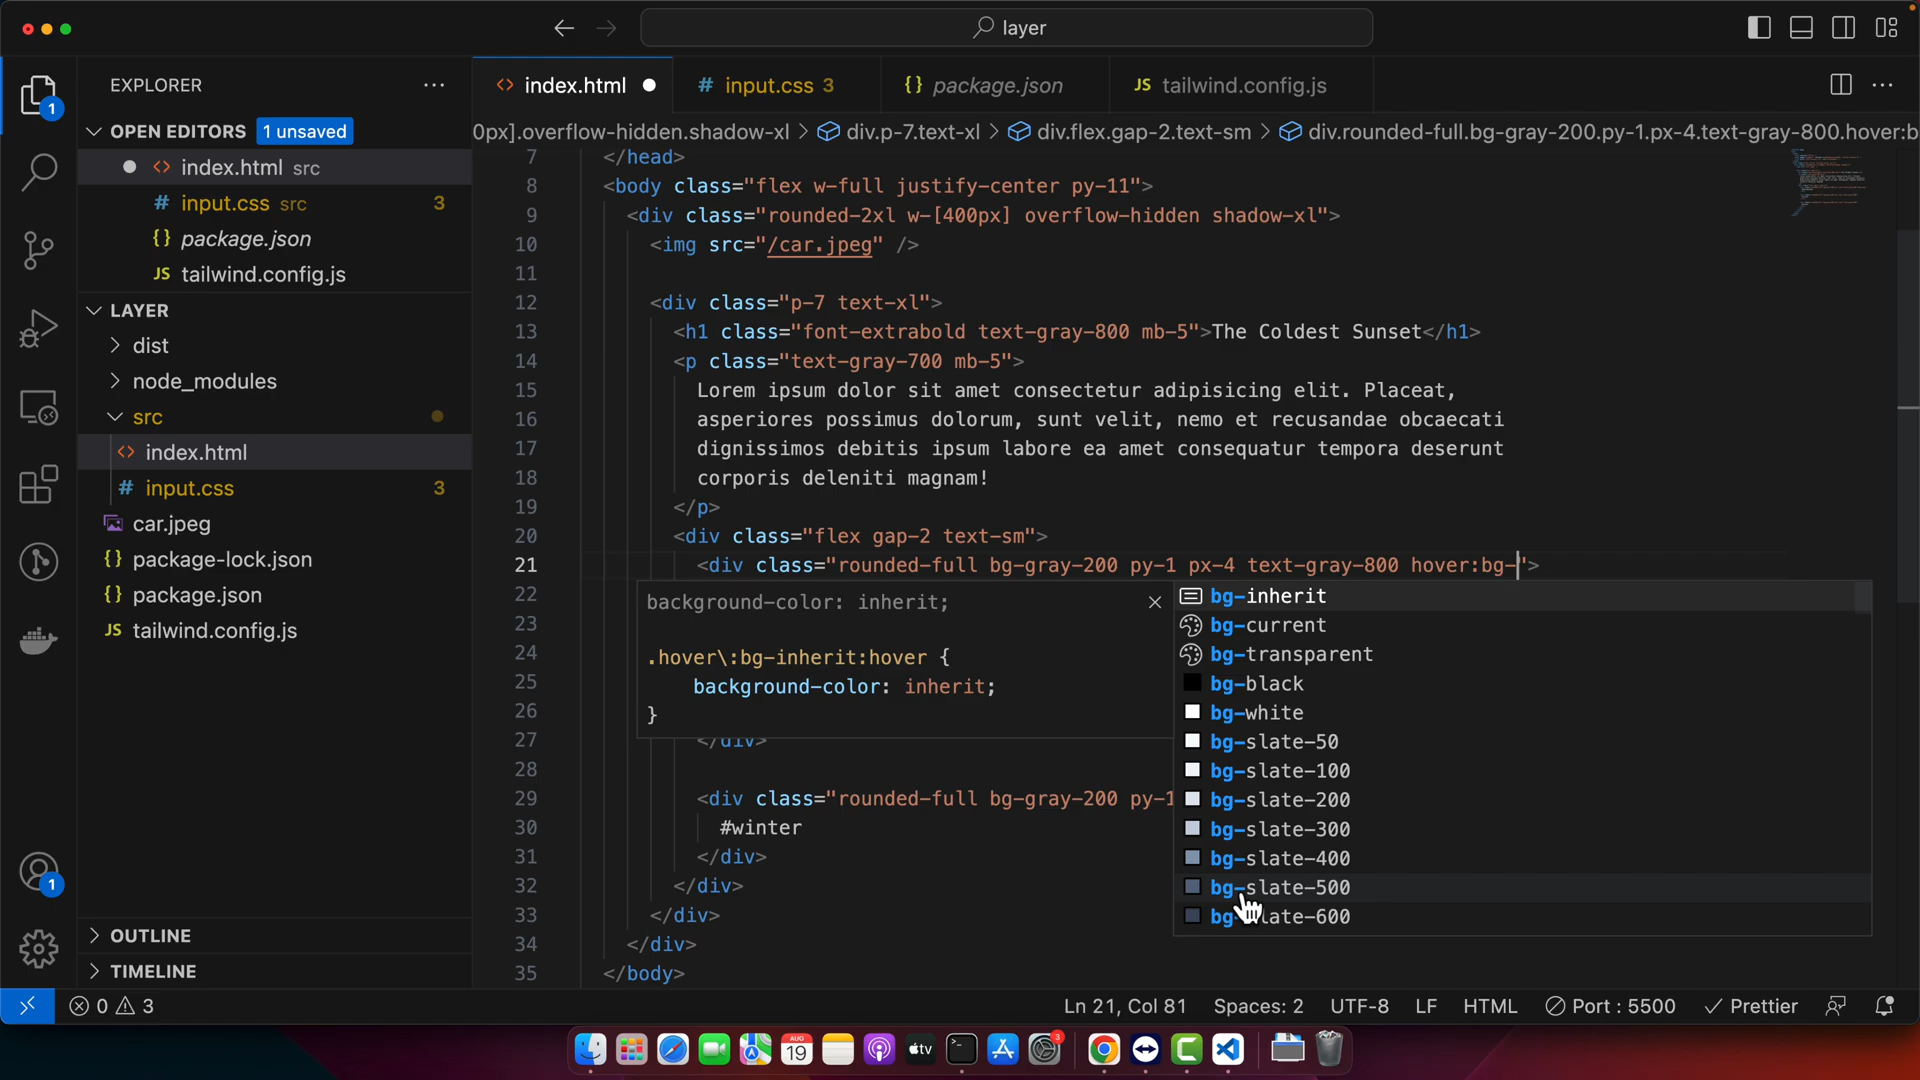 layer
EXPLORER
index.html
input.css 3
package.json
tailwind.config.js
OPEN EDITORS 1 unsaved
0px].overflow-hidden.shadow-xl > div.p-7.text-xl > div.flex.gap-2.text-sm > div.rounded-full.bg-gray-200.py-1.px-4.text-gray-800.hover:b
index.html src
input.css src 3
package.json
tailwind.config.js
LAYER
dist
node_modules
src
index.html
input.css 3
car.jpeg
package-lock.json
package.json
tailwind.config.js
OUTLINE
TIMELINE
7 </head>
8 <body class="flex w-full justify-center py-11">
9 <div class="rounded-2xl w-[400px] overflow-hidden shadow-xl">
10 <img src="/car.jpeg" />
11
12 <div class="p-7 text-xl">
13 <h1 class="font-extrabold text-gray-800 mb-5">The Coldest Sunset</h1>
14 <p class="text-gray-700 mb-5">
15 Lorem ipsum dolor sit amet consectetur adipisicing elit. Placeat,
16 asperiores possimus dolorum, sunt velit, nemo et recusandae obcaecati
17 dignissimos debitis ipsum labore ea amet consequatur tempora deserunt
18 corporis deleniti magnam!
19 </p>
20 <div class="flex gap-2 text-sm">
21 <div class="rounded-full bg-gray-200 py-1 px-4 text-gray-800 hover:bg-">
22
23
24
25
26
27 </div>
28
29 <div class="rounded-full bg-gray-200 py-1
30 #winter
31 </div>
32 </div>
33 </div>
34 </div>
35 </body>
background-color: inherit;
.hover\:bg-inherit:hover {
background-color: inherit;
}
bg-inherit
bg-current
bg-transparent
bg-black
bg-white
bg-slate-50
bg-slate-100
bg-slate-200
bg-slate-300
bg-slate-400
bg-slate-500
bg-slate-600
1
1
0 3
Ln 21, Col 81
Spaces: 2
UTF-8
LF
HTML
Port : 5500
Prettier
AUG
19
tv
3